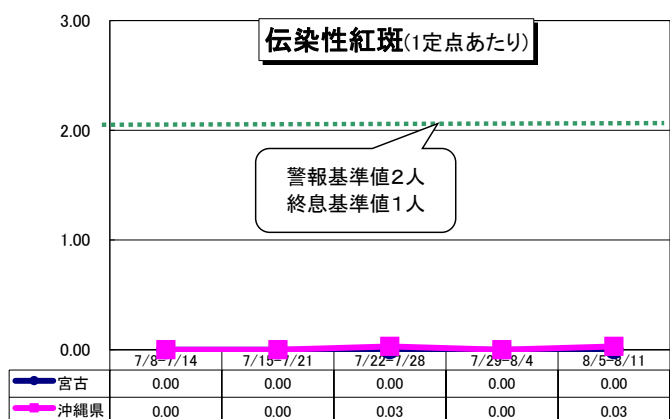 伝染性紅斑(1定点あたり)
3.00
2.00
1.00
0.00
警報基準値2人
終息基準値1人
7/8-7/14 7/15-7/21 7/22-7/28 7/29-8/4 8/5-8/11
宮古 0.00 0.00 0.00 0.00 0.00
沖縄県 0.00 0.00 0.03 0.00 0.03